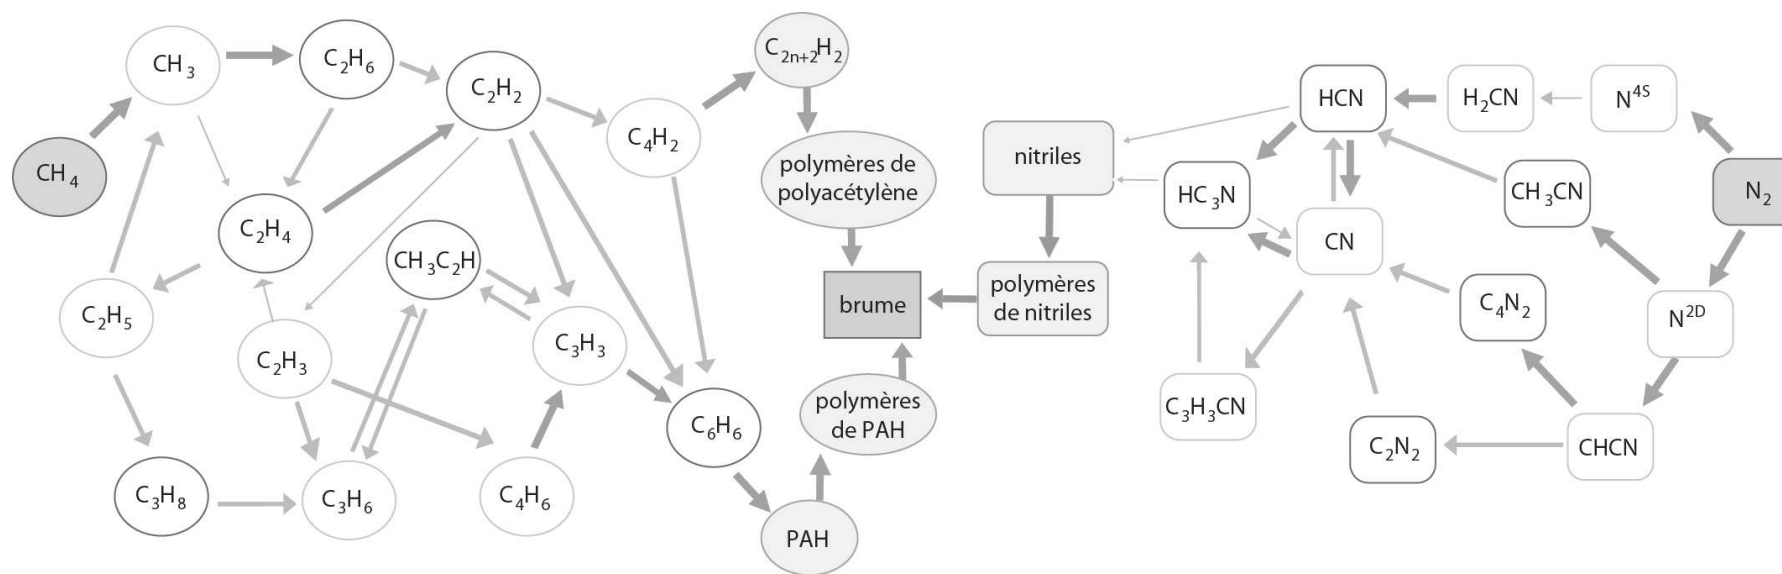 CH₄
CH₃
C₂H₆
C₂H₂
C₄H₂
C₂ₙ₊₂H₂
polymères de
polyacétylène
C₂H₄
CH₃C₂H
C₂H₅
C₂H₃
C₃H₃
C₆H₆
C₃H₈
C₃H₆
C₄H₆
PAH
polymères
de PAH
brume
nitriles
polymères
de nitriles
HCN
H₂CN
N⁴ˢ
HC₃N
CH₃CN
N₂
CN
C₄N₂
N²ᴰ
C₃H₃CN
C₂N₂
CHCN